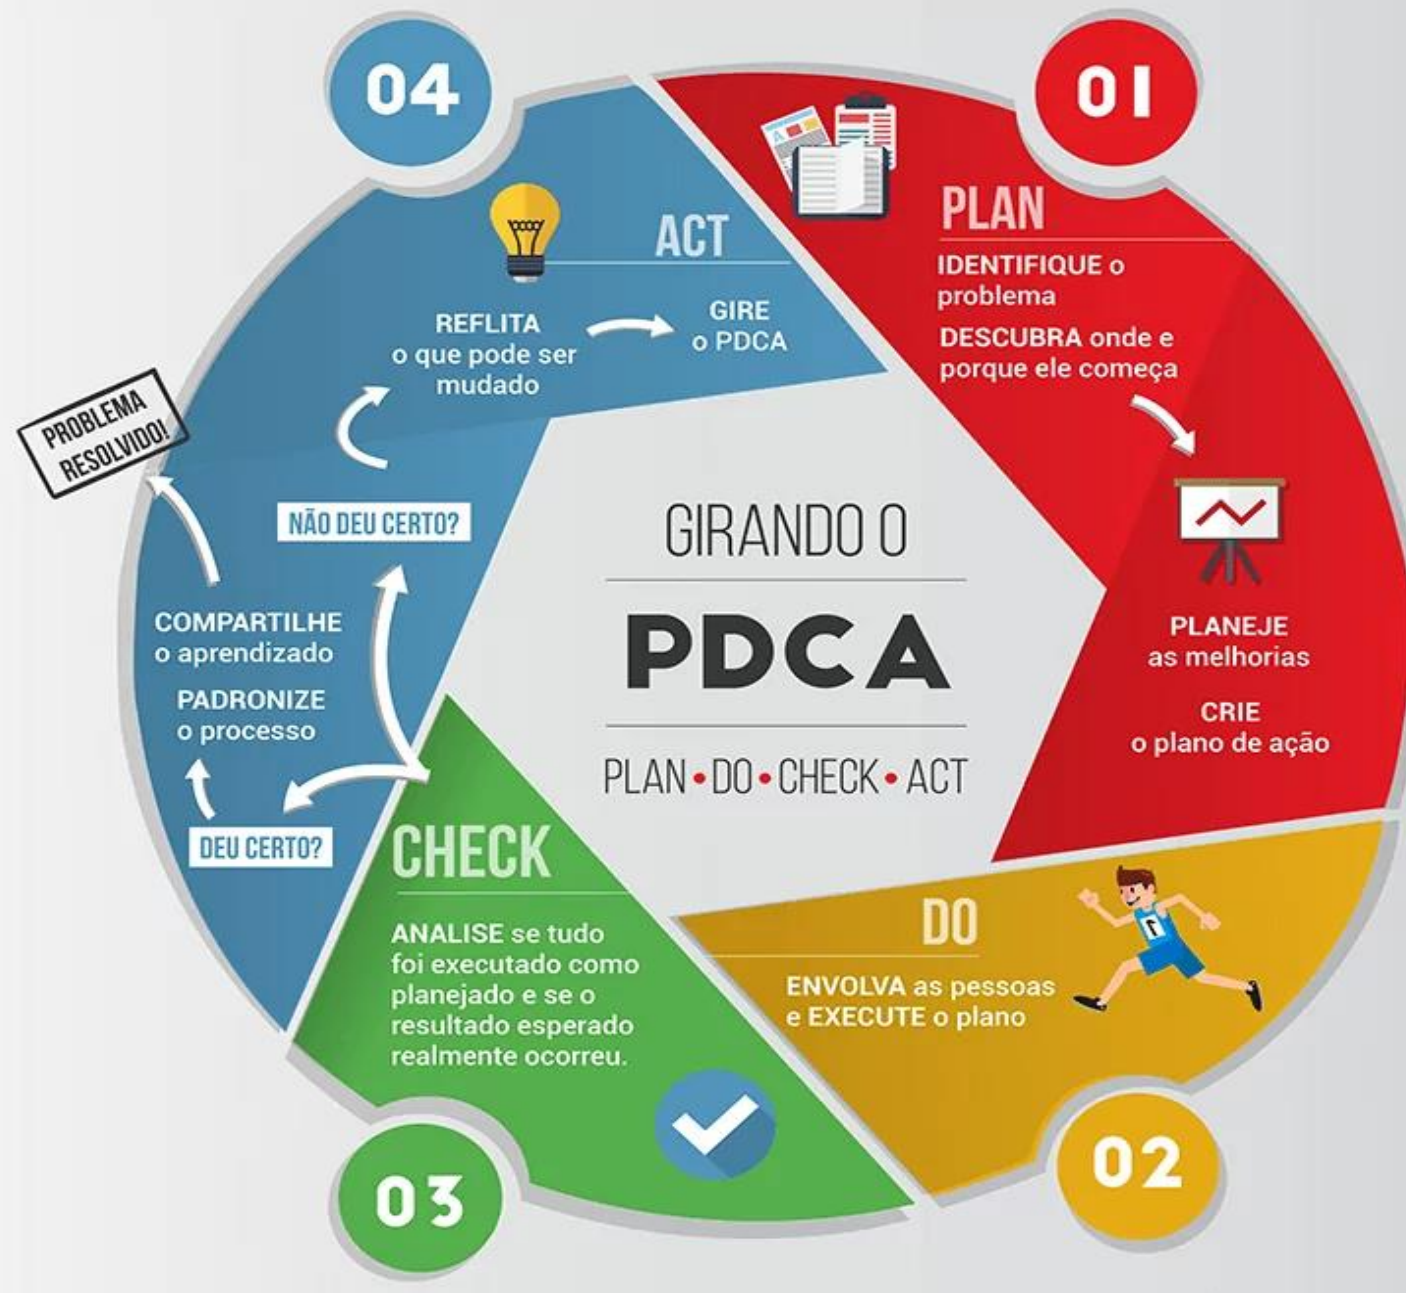 GIRANDO O
PDCA
PLAN • DO • CHECK • ACT
01
PLAN
IDENTIFIQUE o
problema
DESCUBRA onde e
porque ele começa
PLANEJE
as melhorias
CRIE
o plano de ação
02
DO
ENVOLVA as pessoas
e EXECUTE o plano
1
03
CHECK
ANALISE se tudo
foi executado como
planejado e se o
resultado esperado
realmente ocorreu.
04
ACT
DEU CERTO?
PADRONIZE
o processo
COMPARTILHE
o aprendizado
PROBLEMA
RESOLVIDO!
NÃO DEU CERTO?
REFLITA
o que pode ser
mudado
GIRE
o PDCA